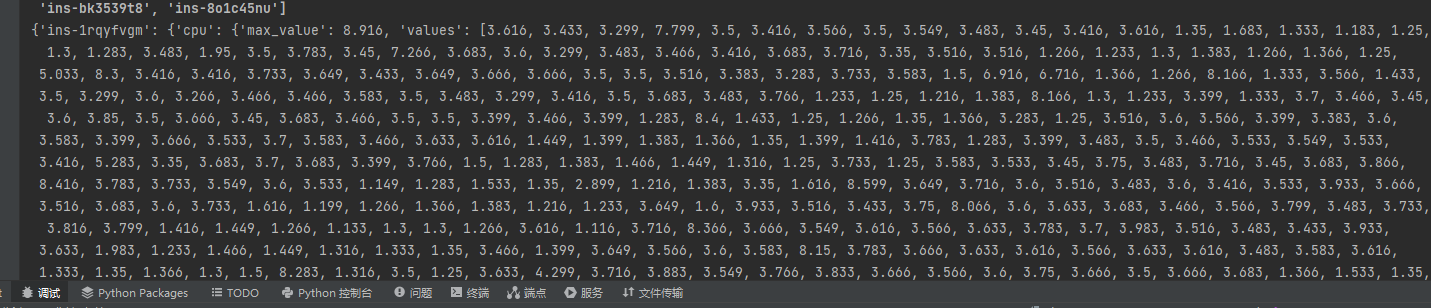 'ins-bk3539t8', 'ins-8o1c45nu']
{'ins-1rqyfvgm': {'cpu': {'max_value': 8.916, 'values': [3.616, 3.433, 3.299, 7.799, 3.5, 3.416, 3.566, 3.5, 3.549, 3.483, 3.45, 3.416, 3.616, 1.35, 1.683, 1.333, 1.183, 1.25,
1.3, 1.283, 3.483, 1.95, 3.5, 3.783, 3.45, 7.266, 3.683, 3.6, 3.299, 3.483, 3.466, 3.416, 3.683, 3.716, 3.35, 3.516, 3.516, 1.266, 1.233, 1.3, 1.383, 1.266, 1.366, 1.25,
5.033, 8.3, 3.416, 3.416, 3.733, 3.649, 3.433, 3.649, 3.666, 3.666, 3.5, 3.5, 3.516, 3.383, 3.283, 3.733, 3.583, 1.5, 6.916, 6.716, 1.366, 1.266, 8.166, 1.333, 3.566, 1.433,
3.5, 3.299, 3.6, 3.266, 3.466, 3.466, 3.583, 3.5, 3.483, 3.299, 3.416, 3.5, 3.683, 3.483, 3.766, 1.233, 1.25, 1.216, 1.383, 8.166, 1.3, 1.233, 3.399, 1.333, 3.7, 3.466, 3.45,
3.6, 3.85, 3.5, 3.666, 3.45, 3.683, 3.466, 3.5, 3.5, 3.399, 3.466, 3.399, 1.283, 8.4, 1.433, 1.25, 1.266, 1.35, 1.366, 3.283, 1.25, 3.516, 3.6, 3.566, 3.399, 3.383, 3.6,
3.583, 3.399, 3.666, 3.533, 3.7, 3.583, 3.466, 3.633, 3.616, 1.449, 1.399, 1.383, 1.366, 1.35, 1.399, 1.416, 3.783, 1.283, 3.399, 3.483, 3.5, 3.466, 3.533, 3.549, 3.533,
3.416, 5.283, 3.35, 3.683, 3.7, 3.683, 3.399, 3.766, 1.5, 1.283, 1.383, 1.466, 1.449, 1.316, 1.25, 3.733, 1.25, 3.583, 3.533, 3.45, 3.75, 3.483, 3.716, 3.45, 3.683, 3.866,
8.416, 3.783, 3.733, 3.549, 3.6, 3.533, 1.149, 1.283, 1.533, 1.35, 2.899, 1.216, 1.383, 3.35, 1.616, 8.599, 3.649, 3.716, 3.6, 3.516, 3.483, 3.6, 3.416, 3.533, 3.933, 3.666,
3.516, 3.683, 3.6, 3.733, 1.616, 1.199, 1.266, 1.366, 1.383, 1.216, 1.233, 3.649, 1.6, 3.933, 3.516, 3.433, 3.75, 8.066, 3.6, 3.633, 3.683, 3.466, 3.566, 3.799, 3.483, 3.733,
3.816, 3.799, 1.416, 1.449, 1.266, 1.133, 1.3, 1.3, 1.266, 3.616, 1.116, 3.716, 8.366, 3.666, 3.549, 3.616, 3.566, 3.633, 3.783, 3.7, 3.983, 3.516, 3.483, 3.433, 3.933,
3.633, 1.983, 1.233, 1.466, 1.449, 1.316, 1.333, 1.35, 3.466, 1.399, 3.649, 3.566, 3.6, 3.583, 8.15, 3.783, 3.666, 3.633, 3.616, 3.566, 3.633, 3.616, 3.483, 3.583, 3.616,
1.333, 1.35, 1.366, 1.3, 1.5, 8.283, 1.316, 3.5, 1.25, 3.633, 4.299, 3.716, 3.883, 3.549, 3.766, 3.833, 3.666, 3.566, 3.6, 3.75, 3.666, 3.5, 3.666, 3.683, 1.366, 1.533, 1.35,
调试 Python Packages TODO Python 控制台 问题 终端 端点 服务 文件传输